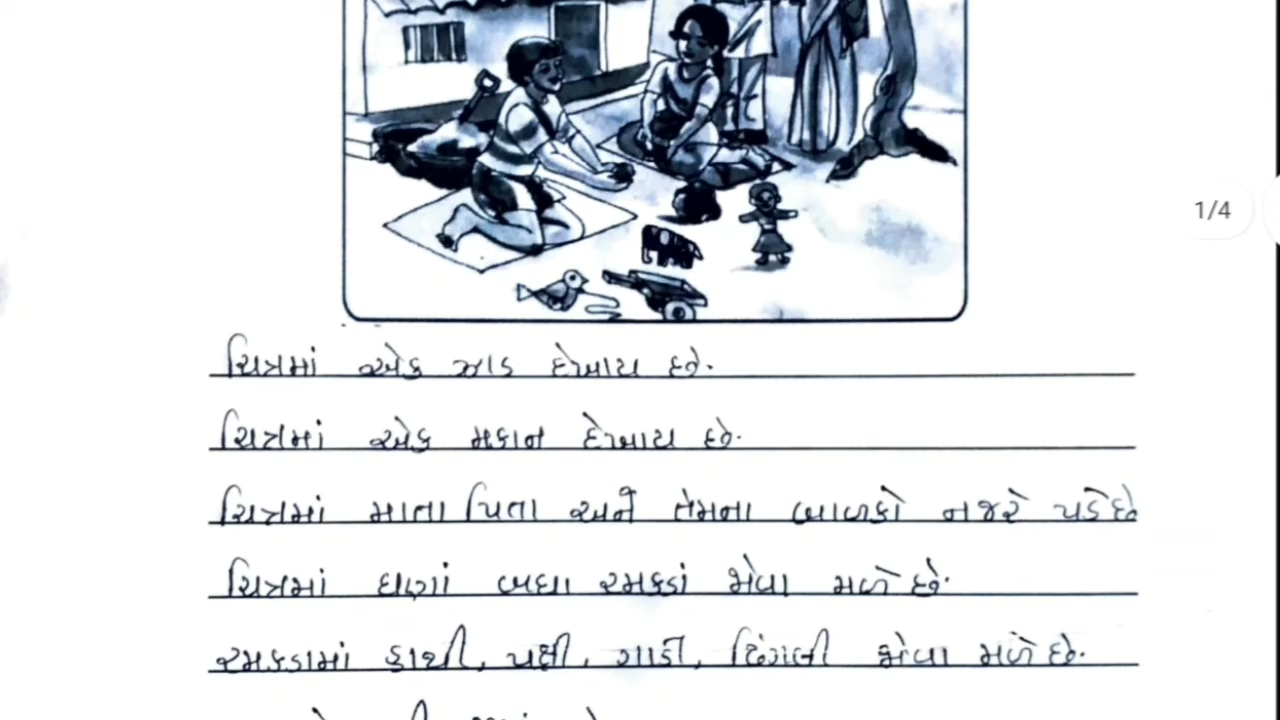 1/4
ચિત્રમાં એક ઝાડ દેખાય છે.
ચિત્રમાં એક મકાન દેખાય છે.
ચિત્રમાં માતા પિતા અને તેમના બાળકો નજરે પડે છે
ચિત્રમાં ઘણાં બધા રમકડાં જોવા મળે છે.
રમકડામાં હાથી, પક્ષી, ગાડી, ઢિંગલી જોવા મળે છે.